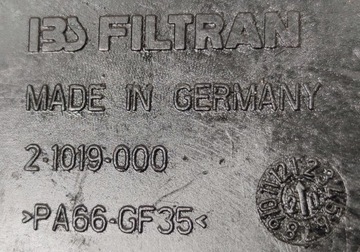 IBS FILTRAN
MADE IN GERMANY
2-1019-000
>PA66-GF35<